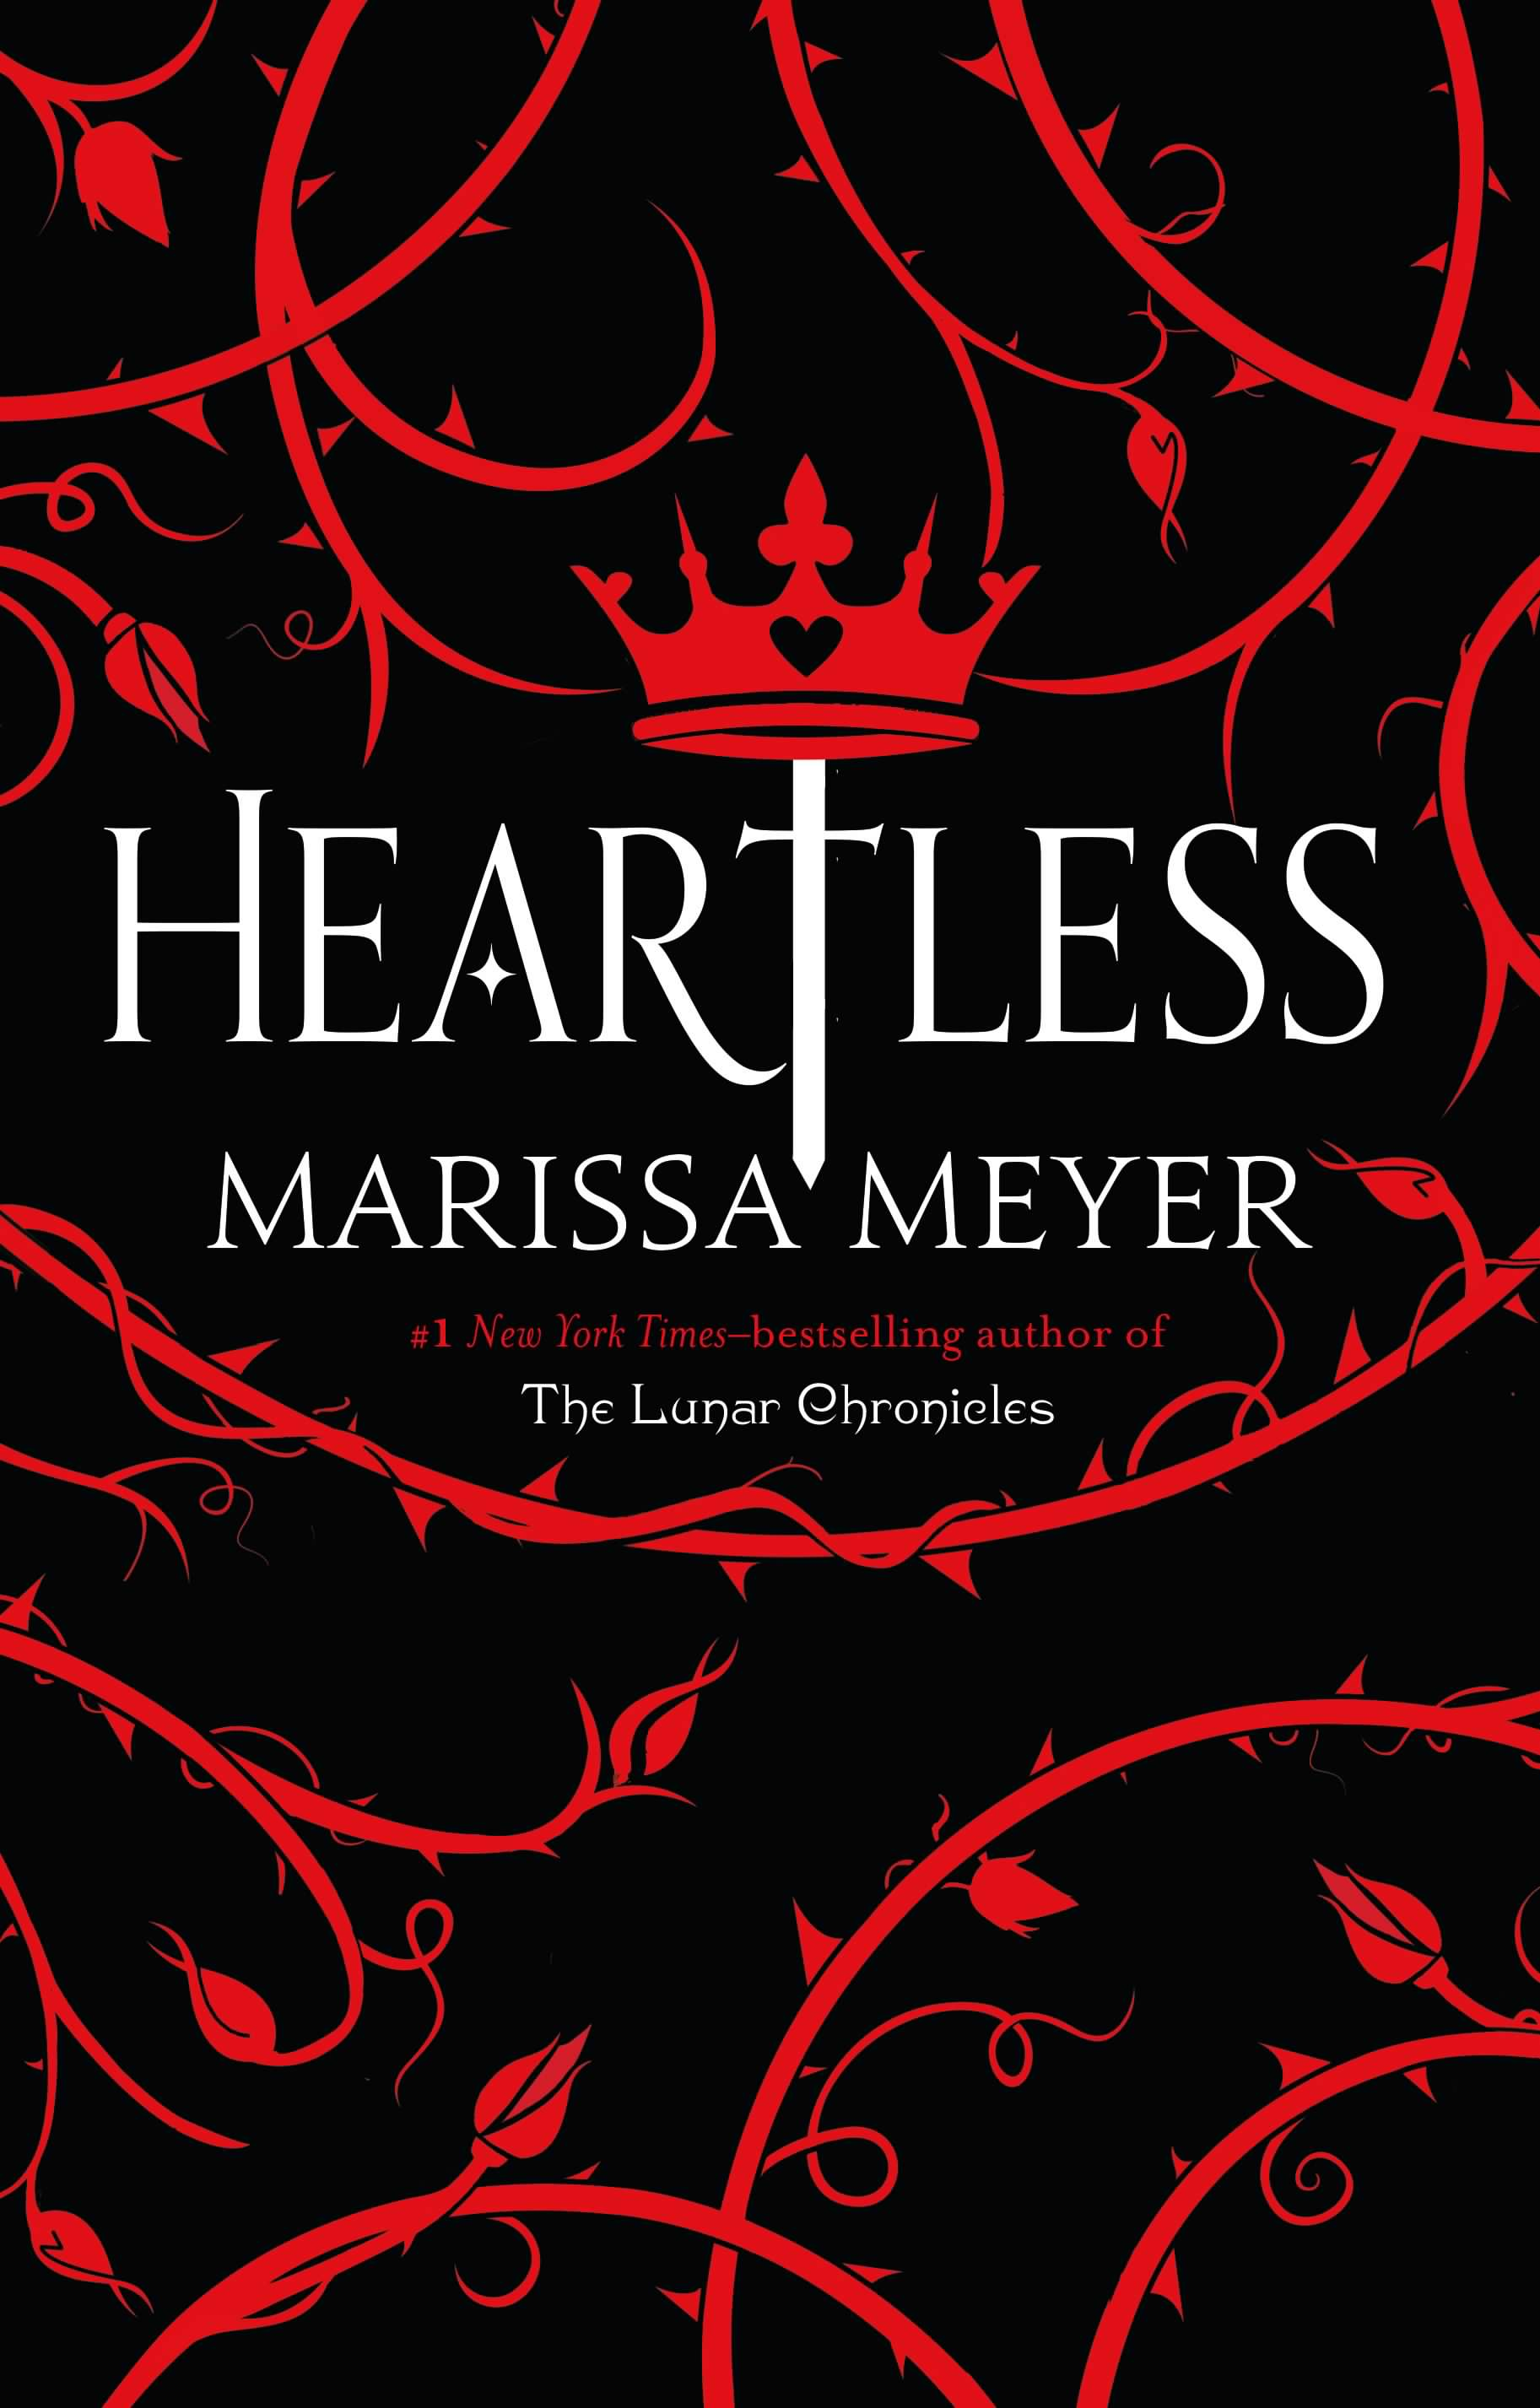 HEARTLESS
MARISSA MEYER
#1 New York Times–bestselling author of
The Lunar Chronicles